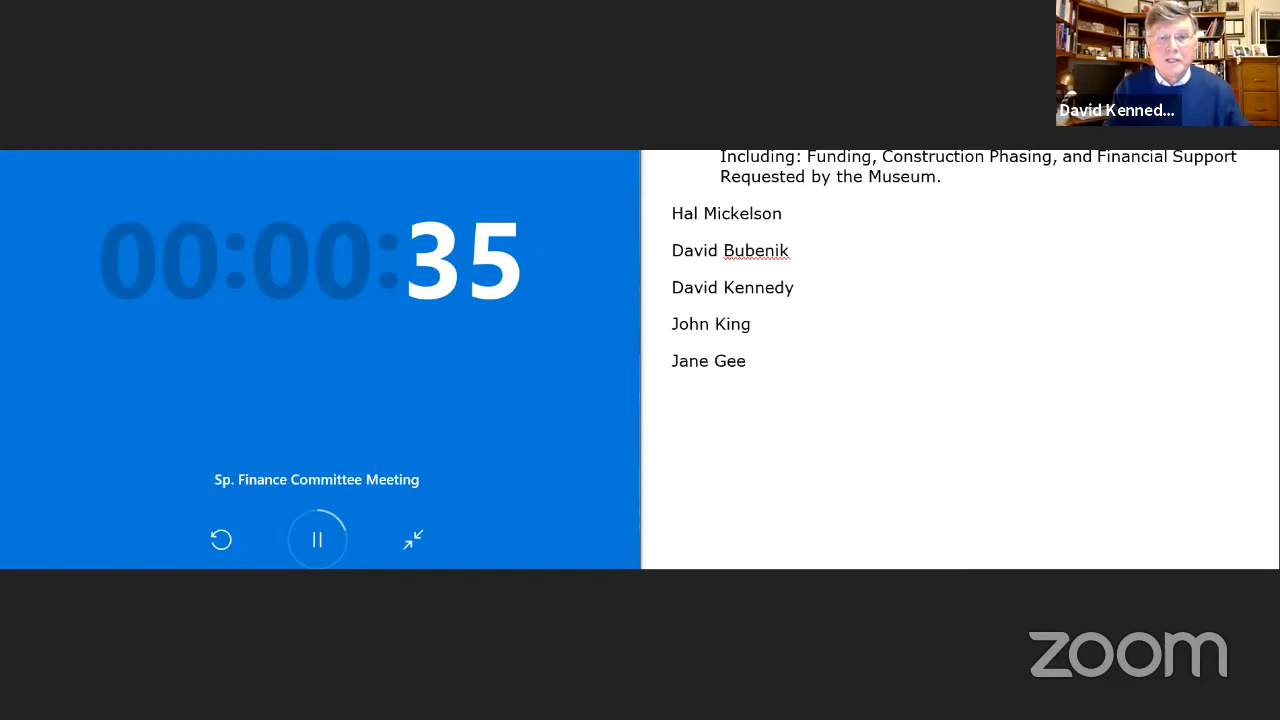 David Kenned...
Including: Funding, Construction Phasing, and Financial Support
Requested by the Museum.
00:00:35
Hal Mickelson
David Bubenik
David Kennedy
John King
Jane Gee
Sp. Finance Committee Meeting
zoom